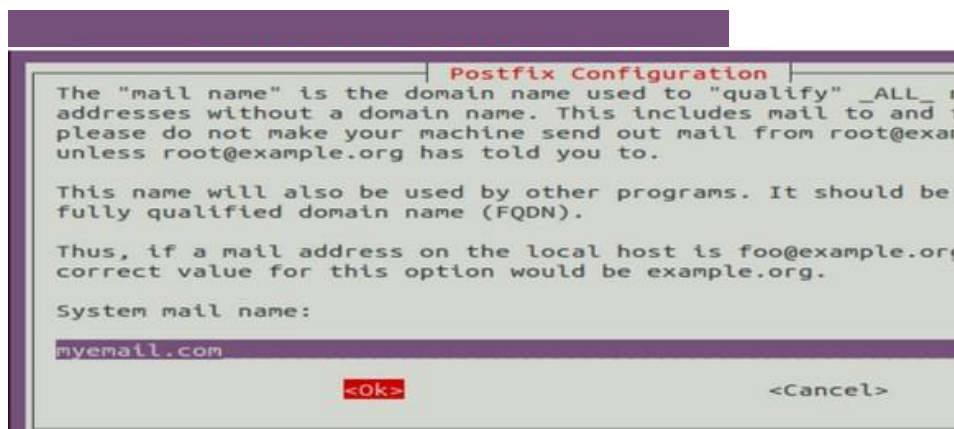 Postfix Configuration
The "mail name" is the domain name used to "qualify" _ALL_
addresses without a domain name. This includes mail to and
please do not make your machine send out mail from root@exam
unless root@example.org has told you to.
This name will also be used by other programs. It should be
fully qualified domain name (FQDN).
Thus, if a mail address on the local host is foo@example.org
correct value for this option would be example.org.
System mail name:
myemail.com
<Ok> <Cancel>